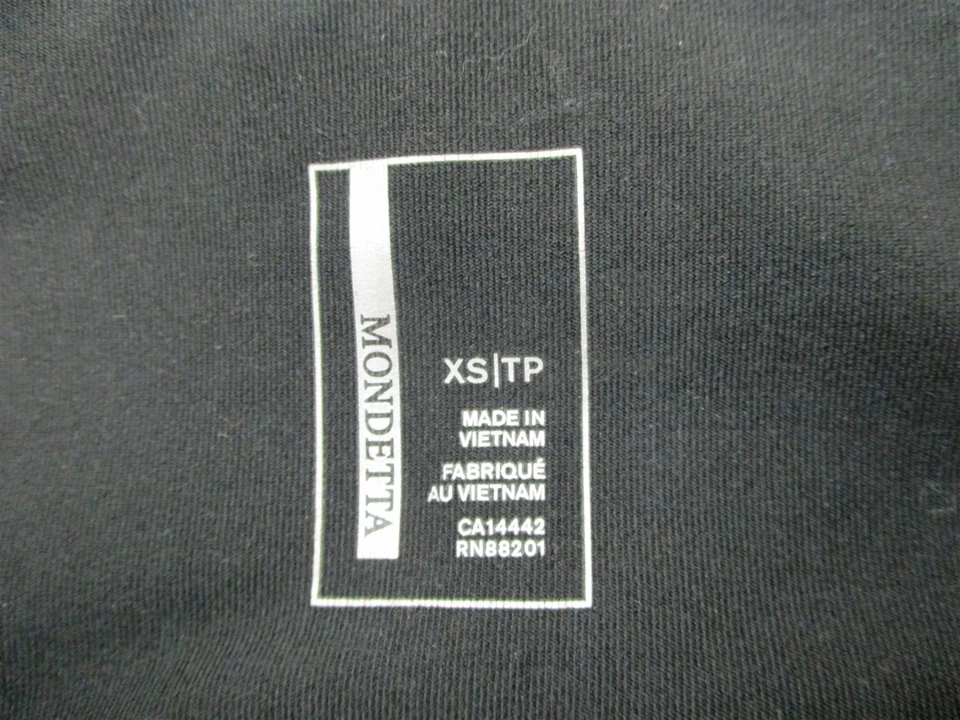 MONDETTA
XS|TP
MADE IN
VIETNAM
FABRIQUÉ
AU VIETNAM
CA14442
RN88201